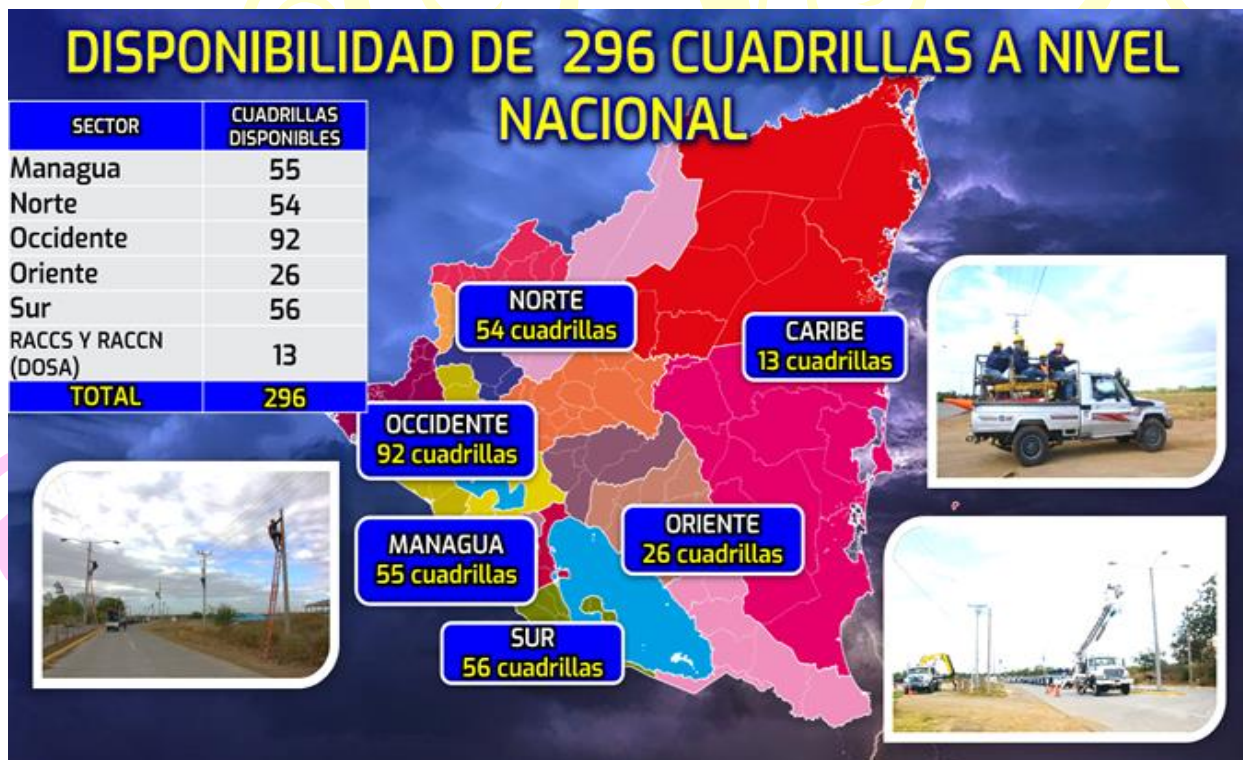 DISPONIBILIDAD DE 296 CUADRILLAS A NIVEL
NACIONAL
SECTOR CUADRILLAS DISPONIBLES
Managua 55
Norte 54
Occidente 92
Oriente 26
Sur 56
RACCS Y RACCN (DOSA) 13
TOTAL 296
NORTE
54 cuadrillas
CARIBE
13 cuadrillas
OCCIDENTE
92 cuadrillas
ORIENTE
26 cuadrillas
MANAGUA
55 cuadrillas
SUR
56 cuadrillas